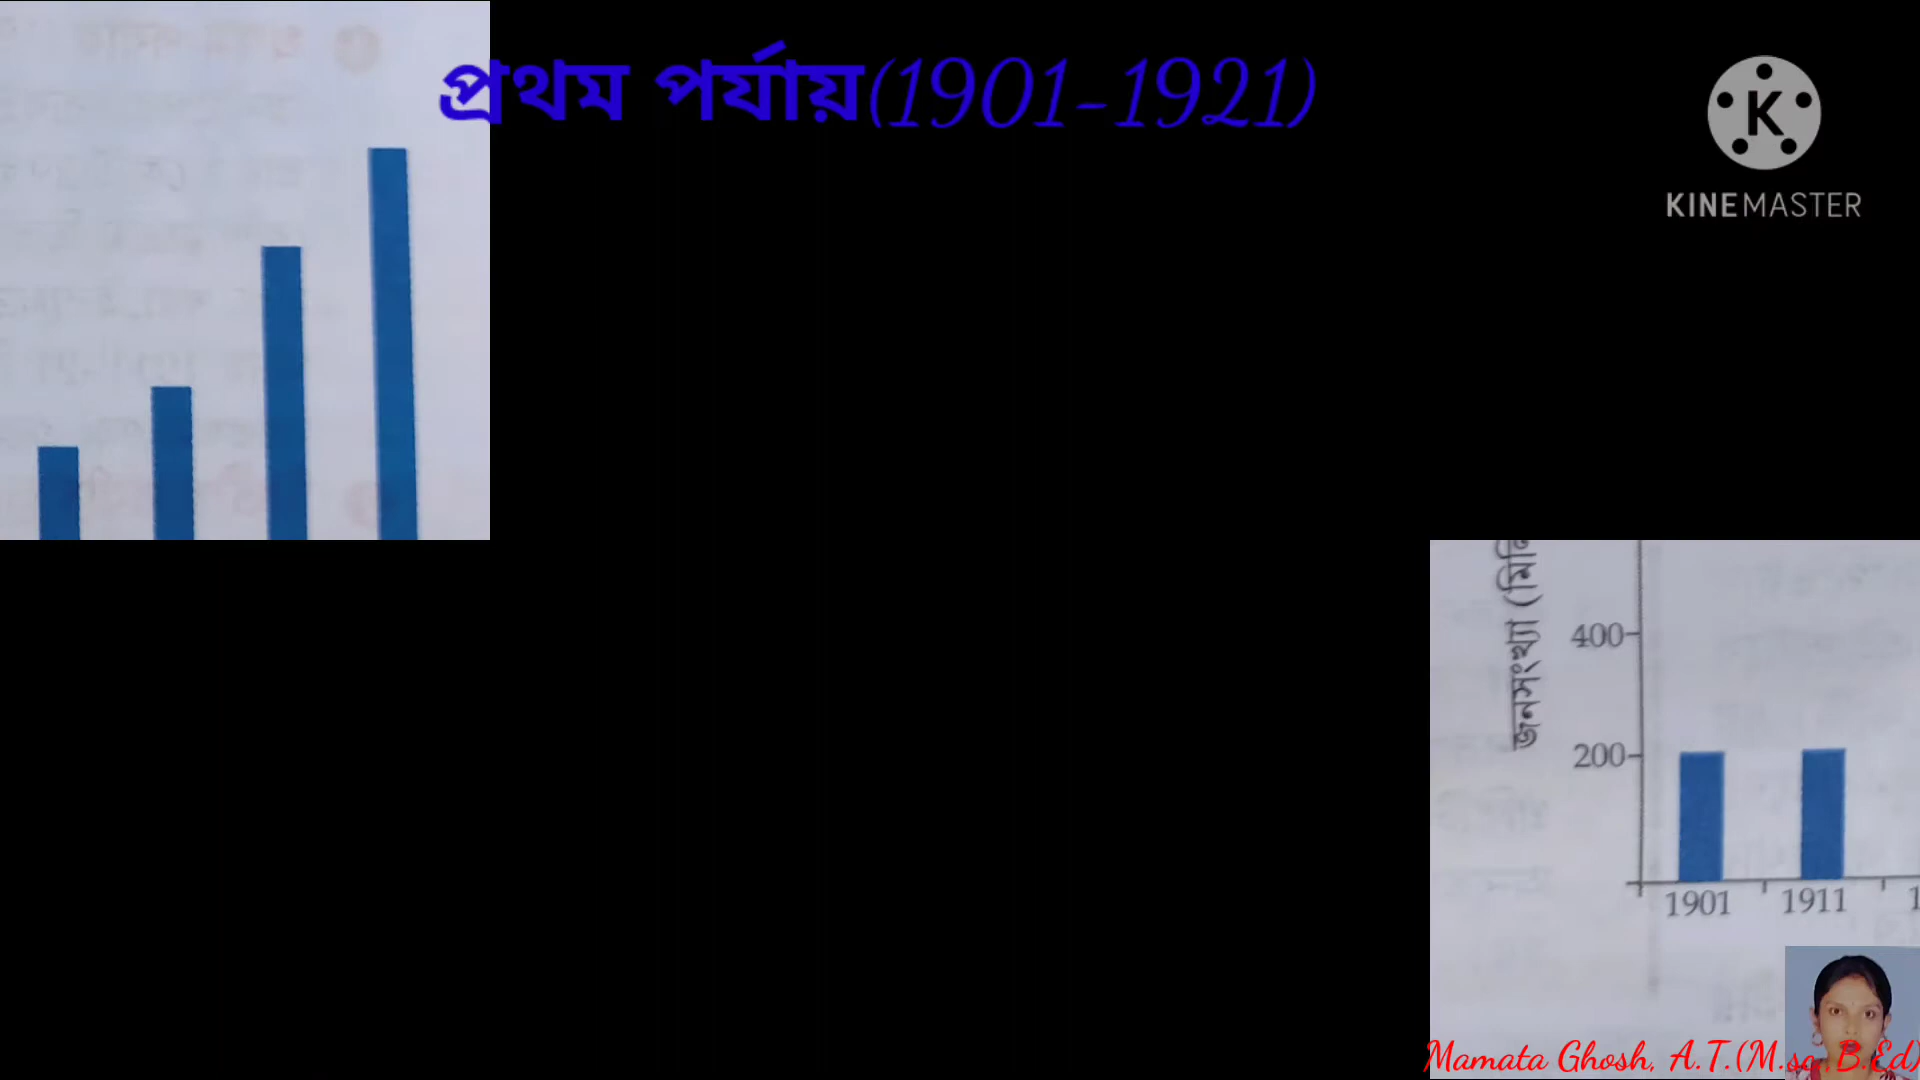 প্রথম পর্যায়(1901-1921)
K
KINEMASTER
জনসংখ্যা
400
200
1901
1911
Mamata Ghosh, A.T.(M.sc.B.Ed)